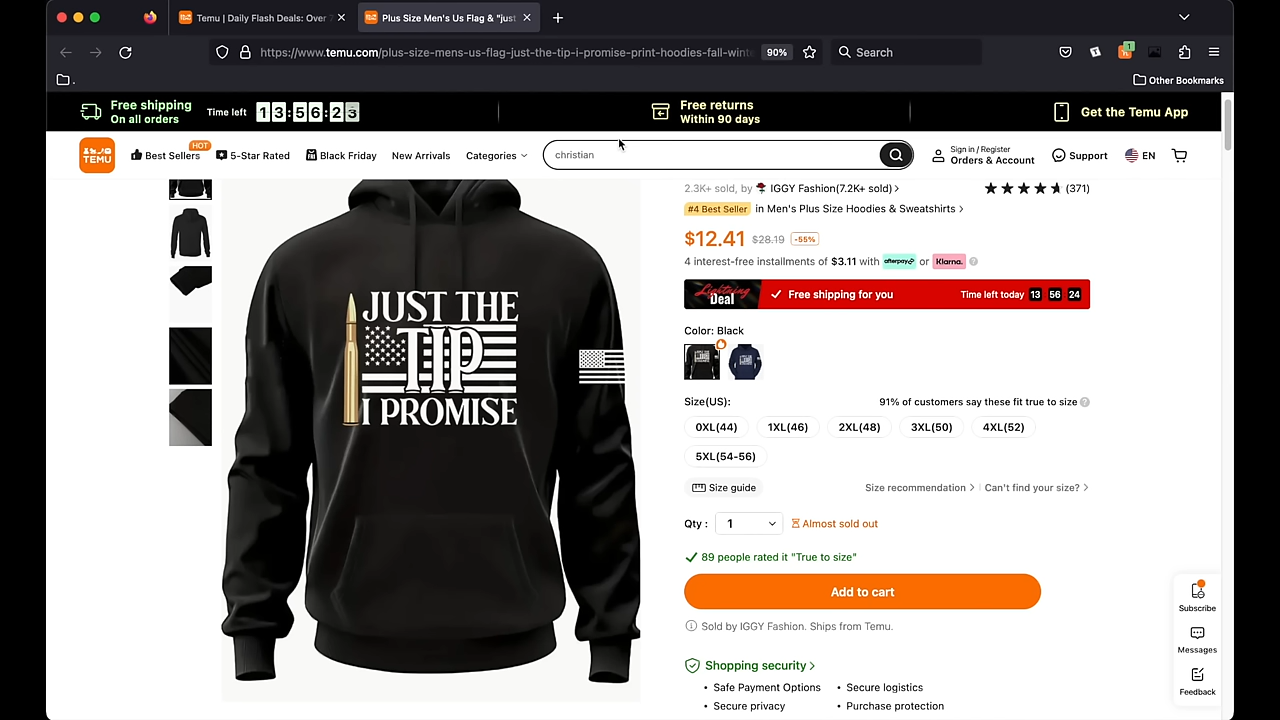 Temu | Daily Flash Deals: Over 7
Plus Size Men's Us Flag & "just
https://www.temu.com/plus-size-mens-us-flag-just-the-tip-i-promise-print-hoodies-fall-winte
90%
Search
1
.
Other Bookmarks
Free shipping
On all orders
Time left
13:56:23
Free returns
Within 90 days
Get the Temu App
TEMU
Best Sellers
HOT
5-Star Rated
Black Friday
New Arrivals
Categories
christian
Sign in / Register
Orders & Account
Support
EN
2.3K+ sold, by 🌹 IGGY Fashion(7.2K+ sold) >
(371)
#4 Best Seller in Men's Plus Size Hoodies & Sweatshirts >
$12.41 $28.19 -55%
4 interest-free installments of $3.11 with afterpay or Klarna. ?
Lightning Deal
Free shipping for you
Time left today 13 56 24
Color: Black
Size(US):
91% of customers say these fit true to size ?
0XL(44) 1XL(46) 2XL(48) 3XL(50) 4XL(52)
5XL(54-56)
Size guide
Size recommendation > Can't find your size? >
Qty : 1 Almost sold out
89 people rated it "True to size"
Add to cart
Sold by IGGY Fashion. Ships from Temu.
Shopping security >
• Safe Payment Options • Secure logistics
• Secure privacy • Purchase protection
JUST THE
TIP
I PROMISE
Subscribe
Messages
Feedback